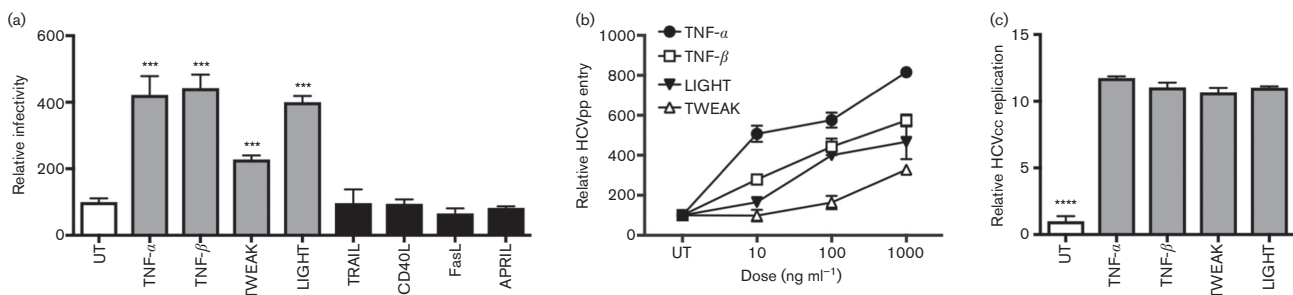 (a)
600
400
200
0
Relative infectivity
***
***
***
***
UT
TNF-α
TNF-β
TWEAK
LIGHT
TRAIL
CD40L
FasL
APRIL
(b)
1000
800
600
400
200
0
Relative HCVpp entry
TNF-α
TNF-β
LIGHT
TWEAK
UT
10
100
1000
Dose (ng ml⁻¹)
(c)
15
10
5
0
Relative HCVcc replication
****
UT
TNF-α
TNF-β
TWEAK
LIGHT